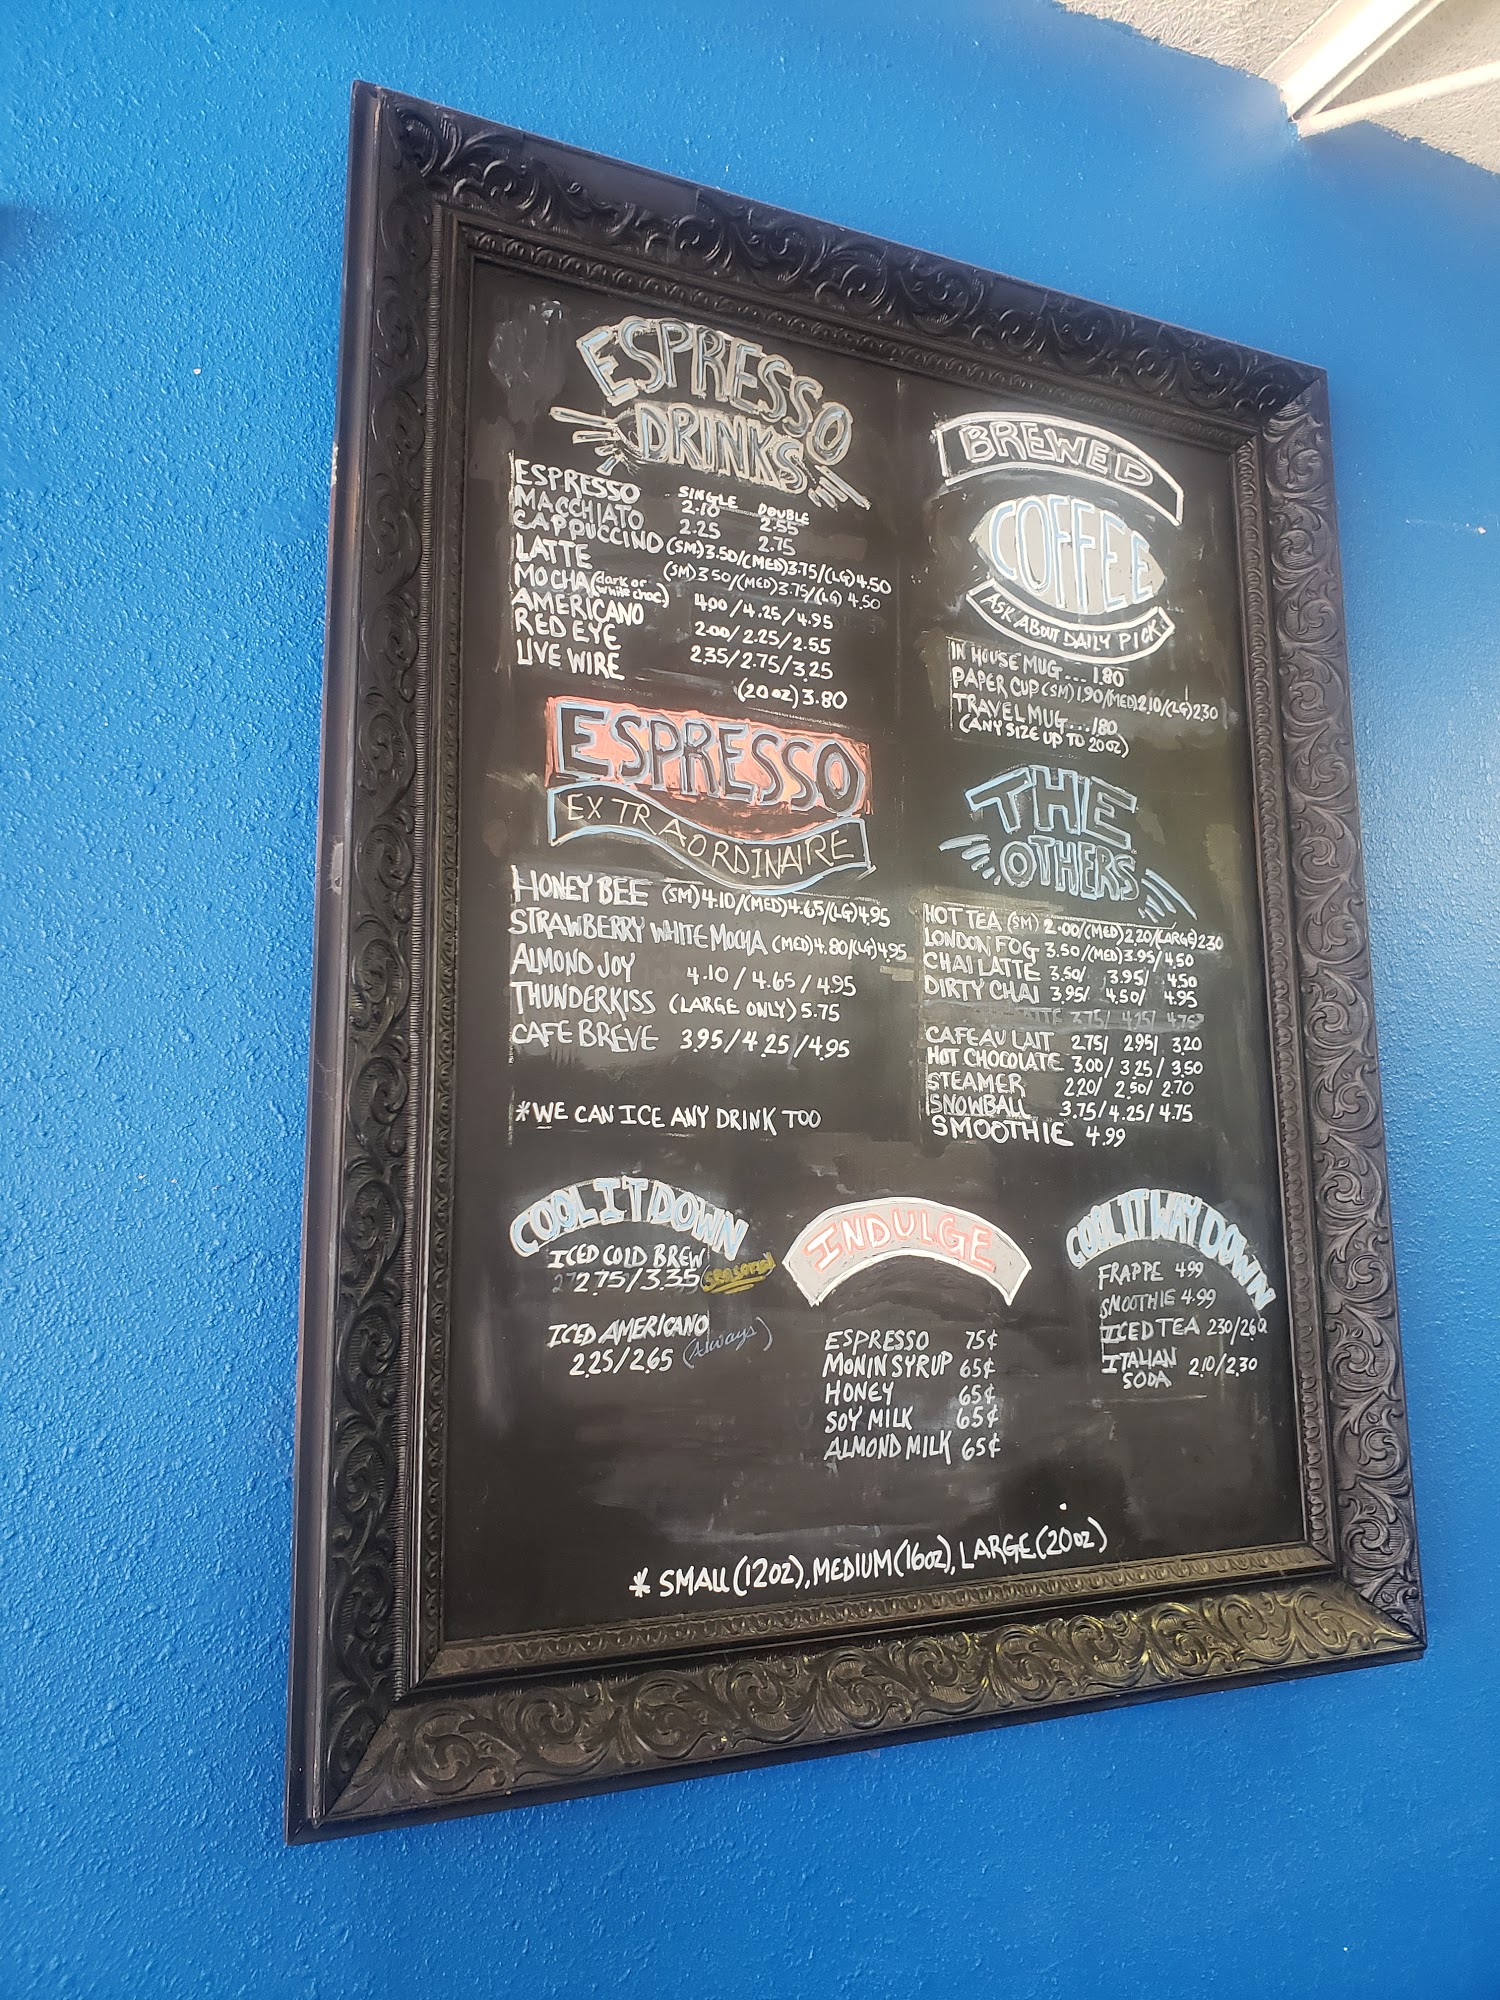 ESPRESSO
DRINKS
SINGLE DOUBLE
ESPRESSO 2.10 2.55
MACCHIATO 2.25 2.75
CAPPUCCINO (SM) 3.50/(MED)3.75/(LG)4.50
LATTE (SM)3.50/(MED)3.75/(LG) 4.50
MOCHA (dark or white choc.) 4.00/4.25/4.95
AMERICANO 2.00/2.25/2.55
RED EYE 2.35/2.75/3.25
LIVE WIRE (20oz) 3.80
ESPRESSO
EXTRAORDINAIRE
HONEY BEE (SM)4.10/(MED)4.65/(LG)4.95
STRAWBERRY WHITE MOCHA (MED)4.80/(LG)4.95
ALMOND JOY 4.10/4.65/4.95
THUNDERKISS (LARGE ONLY) 5.75
CAFE BREVE 3.95/4.25/4.95
*WE CAN ICE ANY DRINK TOO
BREWED
COFFEE
ASK ABOUT DAILY PICK
IN HOUSE MUG... 1.80
PAPER CUP (SM)1.90/(MED)2.10/(LG)2.30
TRAVEL MUG...1.80
(ANY SIZE UP TO 20oz)
THE
OTHERS
HOT TEA (SM) 2.00/(MED)2.20/(LARGE)2.30
LONDON FOG 3.50/(MED)3.95/4.50
CHAI LATTE 3.50/ 3.95/ 4.50
DIRTY CHAI 3.95/ 4.50/ 4.95
3.75/ 4.25/ 4.75
CAFE AU LAIT 2.75/ 2.95/ 3.20
HOT CHOCOLATE 3.00/3.25/3.50
STEAMER 2.20/ 2.50/ 2.70
SNOWBALL 3.75/4.25/4.75
SMOOTHIE 4.99
COOL IT DOWN
ICED COLD BREW
2.75/3.35
ICED AMERICANO
2.25/2.65 (Always)
INDULGE
ESPRESSO 75¢
MONIN SYRUP 65¢
HONEY 65¢
SOY MILK 65¢
ALMOND MILK 65¢
COOL IT WAY DOWN
FRAPPE 4.99
SMOOTHIE 4.99
ICED TEA 2.30/2.60
ITALIAN 2.10/2.30
SODA
* SMALL (12oz), MEDIUM (16oz), LARGE (20oz)